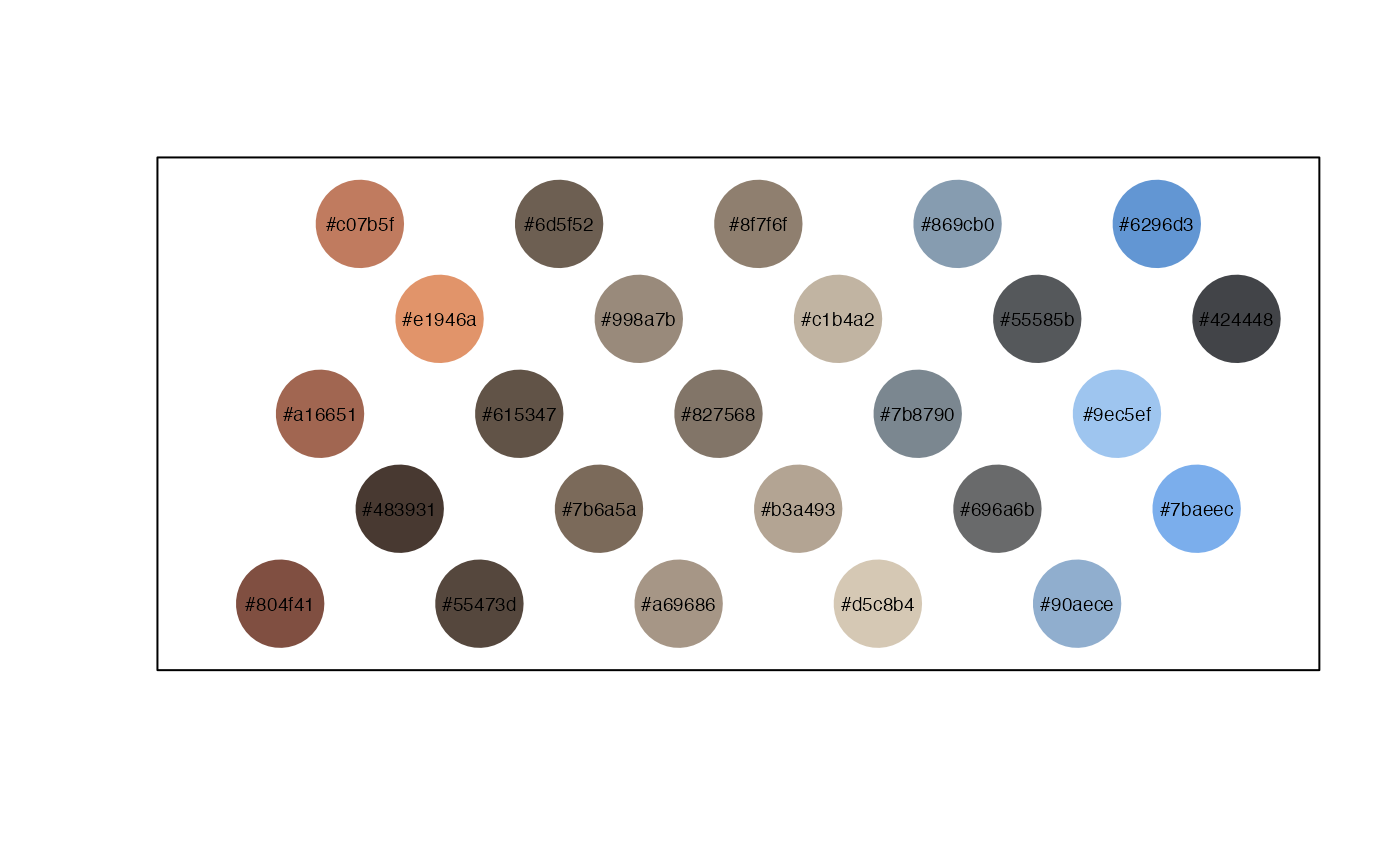 #c07b5f #6d5f52 #8f7f6f #869cb0 #6296d3
#e1946a #998a7b #c1b4a2 #55585b #424448
#a16651 #615347 #827568 #7b8790 #9ec5ef
#483931 #7b6a5a #b3a493 #696a6b #7baeec
#804f41 #55473d #a69686 #d5c8b4 #90aece